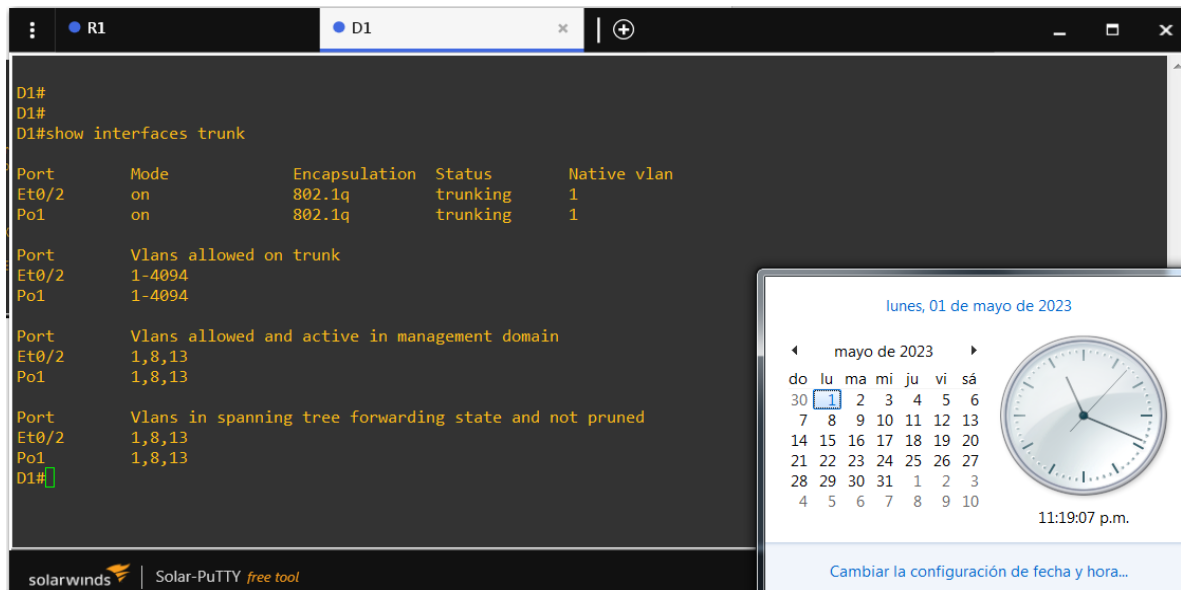 R1
D1
D1#
D1#
D1#show interfaces trunk
Port Mode Encapsulation Status Native vlan
Et0/2 on 802.1q trunking 1
Po1 on 802.1q trunking 1
Port Vlans allowed on trunk
Et0/2 1-4094
Po1 1-4094
Port Vlans allowed and active in management domain
Et0/2 1,8,13
Po1 1,8,13
Port Vlans in spanning tree forwarding state and not pruned
Et0/2 1,8,13
Po1 1,8,13
D1#
lunes, 01 de mayo de 2023
mayo de 2023
do lu ma mi ju vi sá
30 1 2 3 4 5 6
7 8 9 10 11 12 13
14 15 16 17 18 19 20
21 22 23 24 25 26 27
28 29 30 31 1 2 3
4 5 6 7 8 9 10
11:19:07 p.m.
Cambiar la configuración de fecha y hora...
solarwinds Solar-PuTTY free tool